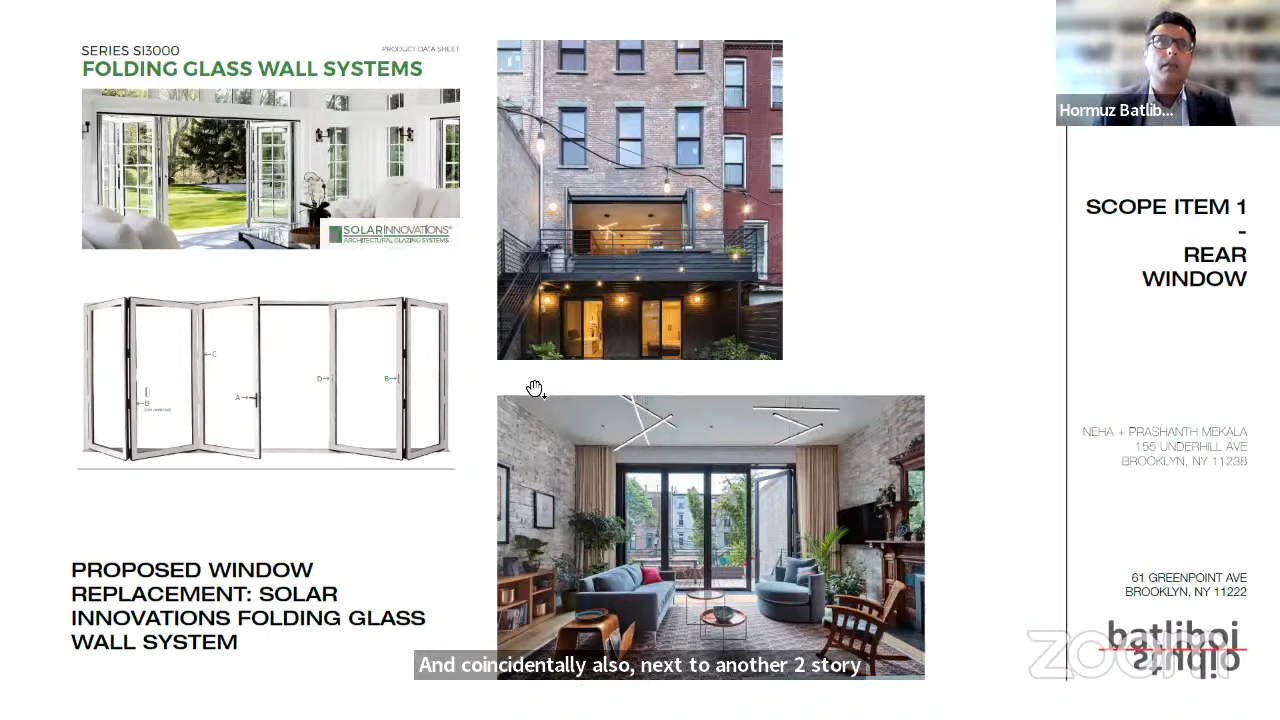 SERIES SI3000
PRODUCT DATA SHEET
FOLDING GLASS WALL SYSTEMS
SOLARINNOVATIONS®
ARCHITECTURAL GLAZING SYSTEMS
C
D
B
A
B
PROPOSED WINDOW
REPLACEMENT: SOLAR
INNOVATIONS FOLDING GLASS
WALL SYSTEM
Hormuz Batlib...
SCOPE ITEM 1
-
REAR
WINDOW
NEHA + PRASHANTH MEKALA
155 UNDERHILL AVE
BROOKLYN, NY 11238
61 GREENPOINT AVE
BROOKLYN, NY 11222
batliboi
studio
zoom
And coincidentally also, next to another 2 story